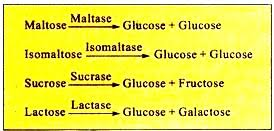 Maltose Maltase Glucose + Glucose
Isomaltose Isomaltase Glucose + Glucose
Sucrose Sucrase Glucose + Fructose
Lactose Lactase Glucose + Galactose